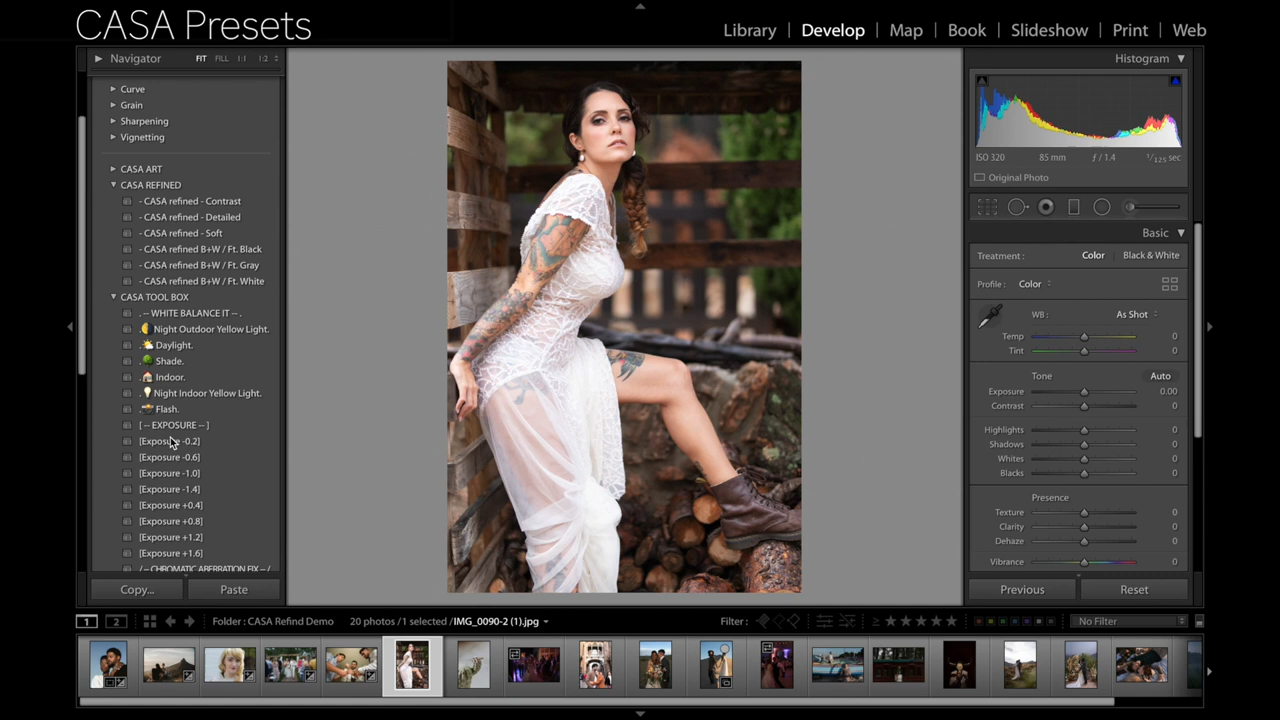 CASA Presets
Library | Develop | Map | Book | Slideshow | Print | Web
Navigator FIT FILL 1:1 1:2
Curve
Grain
Sharpening
Vignetting
CASA ART
CASA REFINED
- CASA refined - Contrast
- CASA refined - Detailed
- CASA refined - Soft
- CASA refined B+W / Ft. Black
- CASA refined B+W / Ft. Gray
- CASA refined B+W / Ft. White
CASA TOOL BOX
. -- WHITE BALANCE IT -- .
. Night Outdoor Yellow Light.
. Daylight.
. Shade.
. Indoor.
. Night Indoor Yellow Light.
. Flash.
[ -- EXPOSURE -- ]
[Exposure -0.2]
[Exposure -0.6]
[Exposure -1.0]
[Exposure -1.4]
[Exposure +0.4]
[Exposure +0.8]
[Exposure +1.2]
[Exposure +1.6]
/ -- CHROMATIC ABERRATION FIX -- /
Copy... Paste
Histogram
ISO 320 85 mm f / 1.4 1/125 sec
Original Photo
Basic
Treatment : Color Black & White
Profile : Color
WB : As Shot
Temp 0
Tint 0
Tone Auto
Exposure 0.00
Contrast 0
Highlights 0
Shadows 0
Whites 0
Blacks 0
Presence
Texture 0
Clarity 0
Dehaze 0
Vibrance 0
Previous Reset
1 2 Folder : CASA Refind Demo 20 photos / 1 selected / IMG_0090-2 (1).jpg Filter : ≥ ★★★★★ No Filter